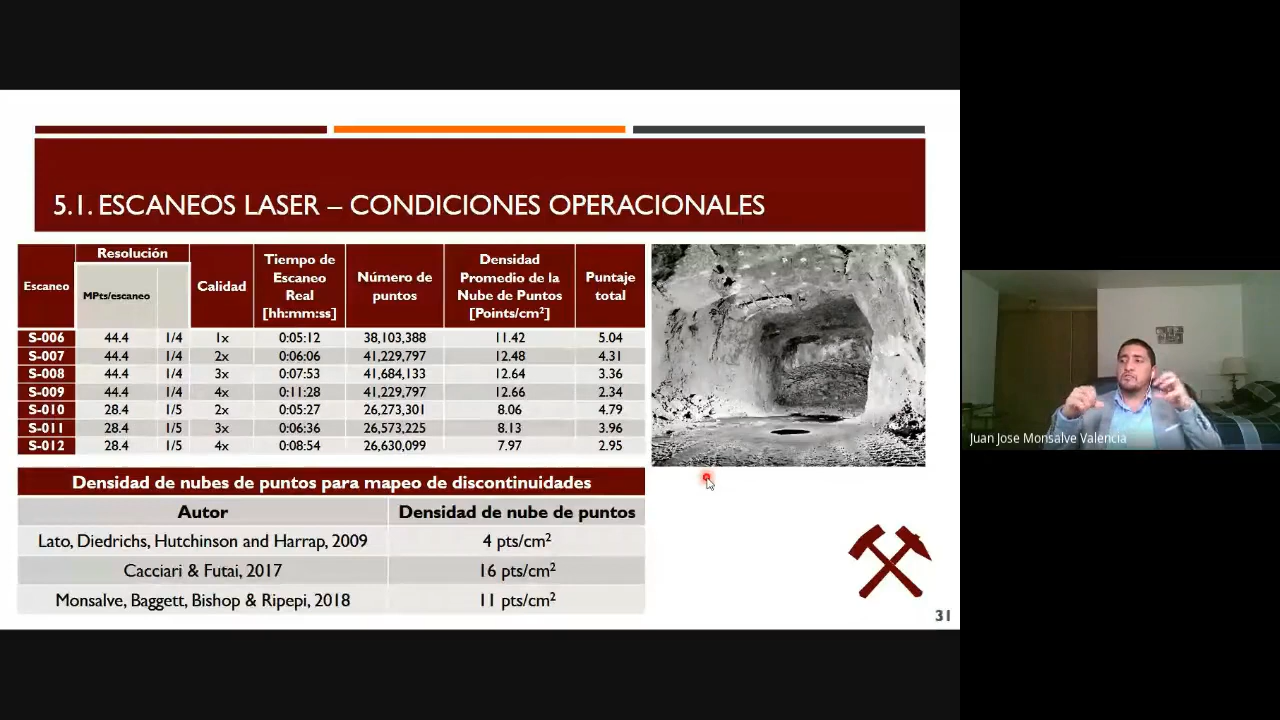 5.1. ESCANEOS LASER – CONDICIONES OPERACIONALES
Escaneo
Resolución
MPts/escaneo
Calidad
Tiempo de
Escaneo
Real
[hh:mm:ss]
Número de
puntos
Densidad
Promedio de la
Nube de Puntos
[Points/cm²]
Puntaje
total
S-006 44.4 1/4 1x 0:05:12 38,103,388 11.42 5.04
S-007 44.4 1/4 2x 0:06:06 41,229,797 12.48 4.31
S-008 44.4 1/4 3x 0:07:53 41,684,133 12.64 3.36
S-009 44.4 1/4 4x 0:11:28 41,229,797 12.66 2.34
S-010 28.4 1/5 2x 0:05:27 26,273,301 8.06 4.79
S-011 28.4 1/5 3x 0:06:36 26,573,225 8.13 3.96
S-012 28.4 1/5 4x 0:08:54 26,630,099 7.97 2.95
Densidad de nubes de puntos para mapeo de discontinuidades
Autor Densidad de nube de puntos
Lato, Diedrichs, Hutchinson and Harrap, 2009 4 pts/cm²
Cacciari & Futai, 2017 16 pts/cm²
Monsalve, Baggett, Bishop & Ripepi, 2018 11 pts/cm²
31
Juan Jose Monsalve Valencia